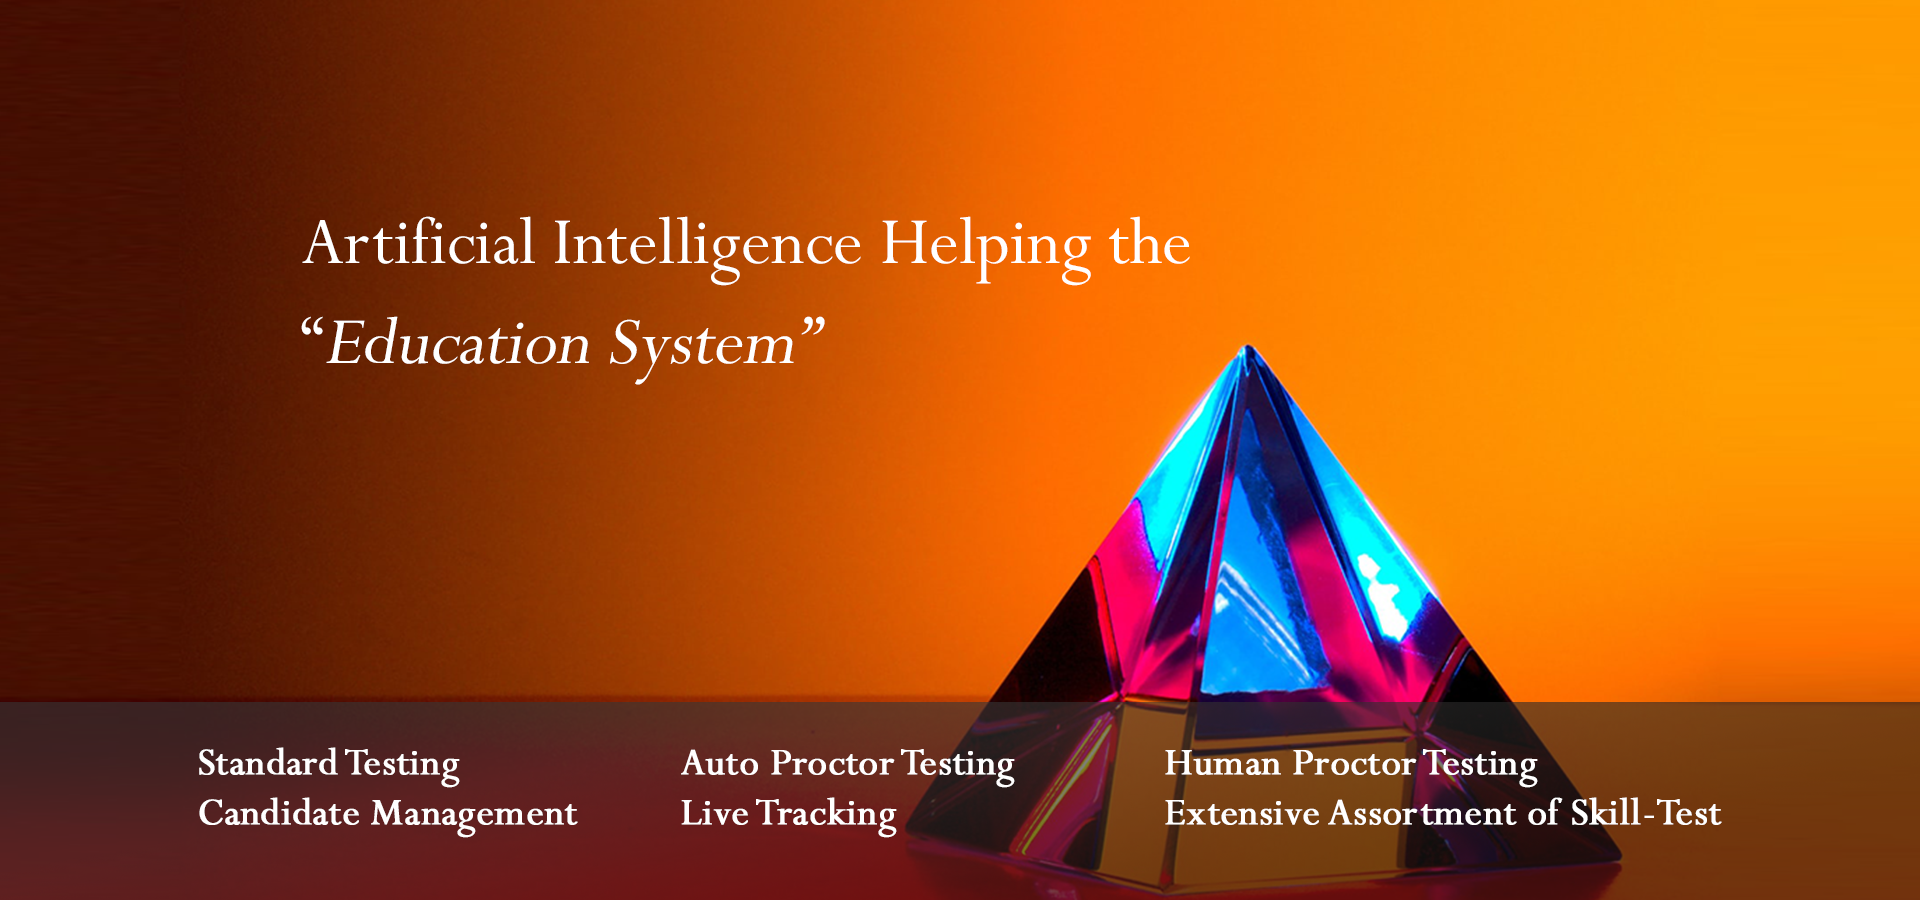 Artificial Intelligence Helping the
“Education System”
Standard Testing
Candidate Management
Auto Proctor Testing
Live Tracking
Human Proctor Testing
Extensive Assortment of Skill-Test